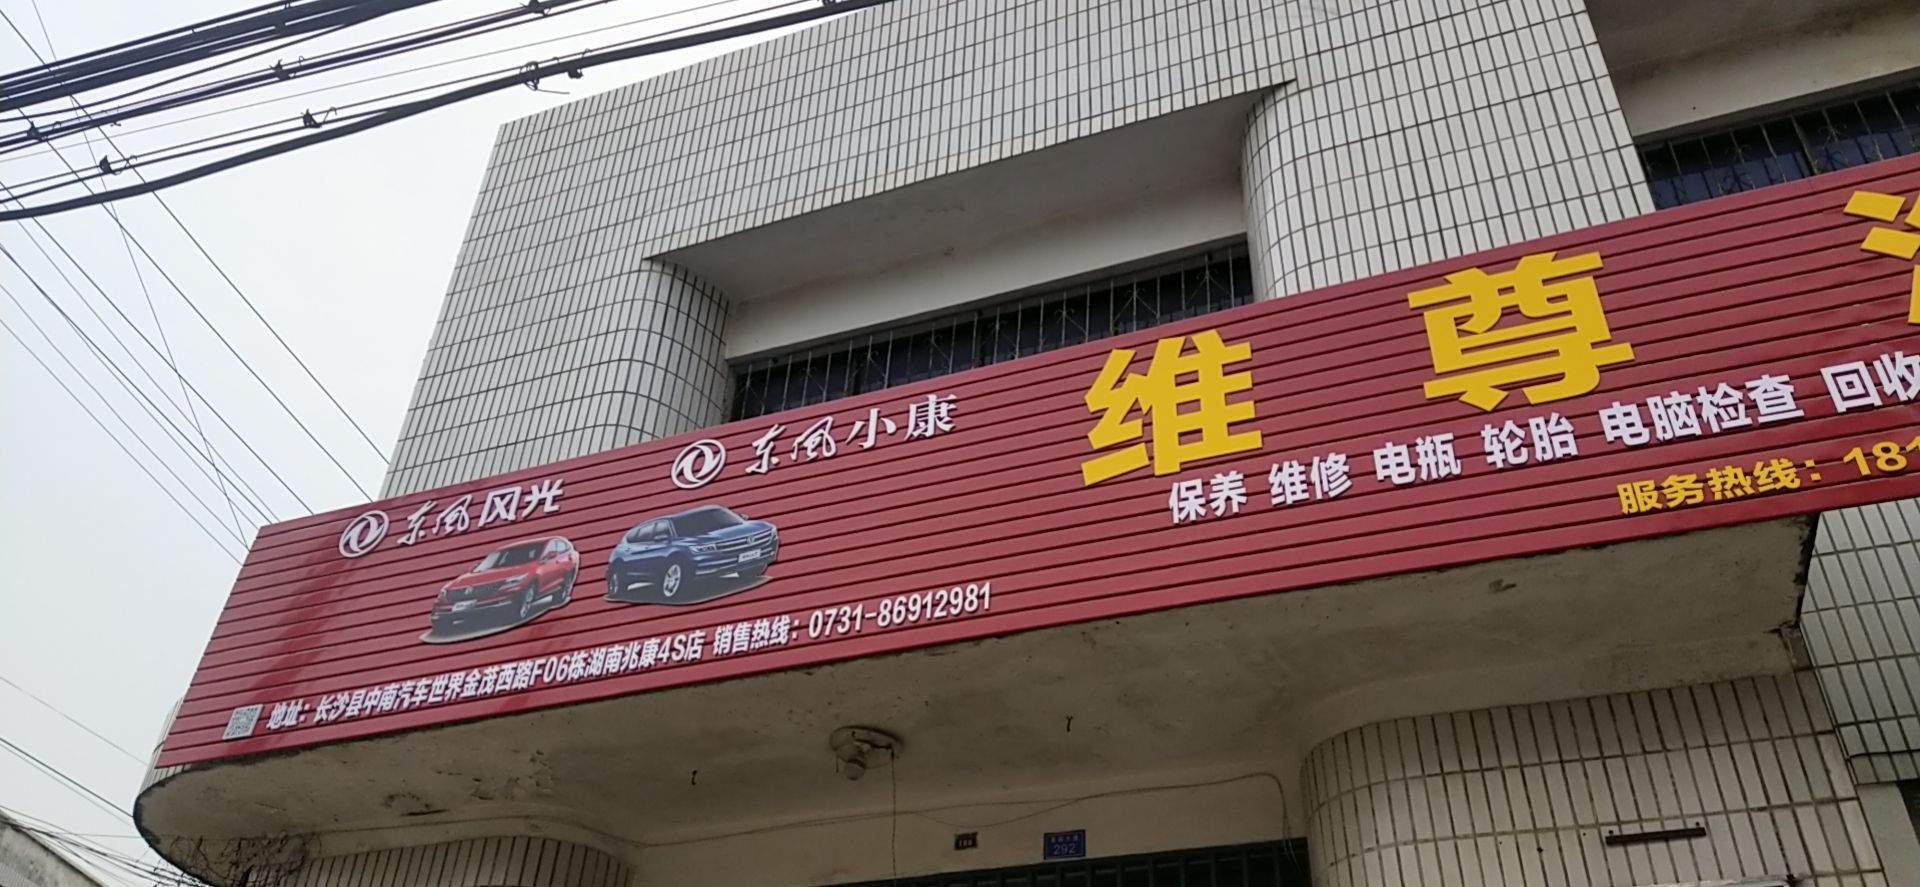 东风风光
东风小康
维尊
保养 维修 电瓶 轮胎 电脑检查 回收
服务热线：181
地址：长沙县中南汽车世界金茂西路F06栋湖南兆康4S店 销售热线：0731-86912981
292